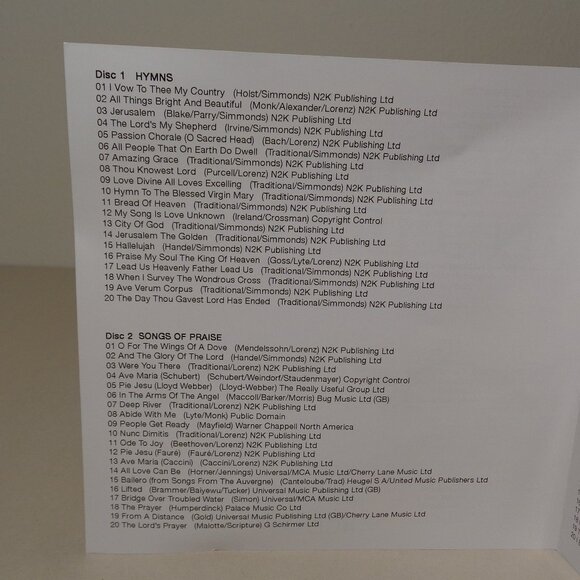 Disc 1 HYMNS
01 I Vow To Thee My Country (Holst/Simmonds) N2K Publishing Ltd
02 All Things Bright And Beautiful (Monk/Alexander/Lorenz) N2K Publishing Ltd
03 Jerusalem (Blake/Parry/Simmonds) N2K Publishing Ltd
04 The Lord's My Shepherd (Irvine/Simmonds) N2K Publishing Ltd
05 Passion Chorale (O Sacred Head) (Bach/Lorenz) N2K Publishing Ltd
06 All People That On Earth Do Dwell (Traditional/Simmonds) N2K Publishing Ltd
07 Amazing Grace (Traditional/Simmonds) N2K Publishing Ltd
08 Thou Knowest Lord (Purcell/Lorenz) N2K Publishing Ltd
09 Love Divine All Loves Excelling (Traditional/Simmonds) N2K Publishing Ltd
10 Hymn To The Blessed Virgin Mary (Traditional/Simmonds) N2K Publishing Ltd
11 Bread Of Heaven (Traditional/Simmonds) N2K Publishing Ltd
12 My Song Is Love Unknown (Ireland/Crossman) Copyright Control
13 City Of God (Traditional/Simmonds) N2K Publishing Ltd
14 Jerusalem The Golden (Traditional/Simmonds) N2K Publishing Ltd
15 Hallelujah (Handel/Simmonds) N2K Publishing Ltd
16 Praise My Soul The King Of Heaven (Goss/Lyte/Lorenz) N2K Publishing Ltd
17 Lead Us Heavenly Father Lead Us (Traditional/Simmonds) N2K Publishing Ltd
18 When I Survey The Wondrous Cross (Traditional/Simmonds) N2K Publishing Ltd
19 Ave Verum Corpus (Traditional/Simmonds) N2K Publishing Ltd
20 The Day Thou Gavest Lord Has Ended (Traditional/Simmonds) N2K Publishing Ltd
Disc 2 SONGS OF PRAISE
01 O For The Wings Of A Dove (Mendelssohn/Lorenz) N2K Publishing Ltd
02 And The Glory Of The Lord (Handel/Simmonds) N2K Publishing Ltd
03 Were You There (Traditional/Lorenz) N2K Publishing Ltd
04 Ave Maria (Schubert) (Schubert/Weindorf/Staudenmayer) Copyright Control
05 Pie Jesu (Lloyd Webber) (Lloyd-Webber) The Really Useful Group Ltd
06 In The Arms Of The Angel (Maccoll/Barker/Morris) Bug Music Ltd (GB)
07 Deep River (Traditional/Lorenz) N2K Publishing Ltd
08 Abide With Me (Lyte/Monk) Public Domain
09 People Get Ready (Mayfield) Warner Chappell North America
10 Nunc Dimitis (Traditional/Lorenz) N2K Publishing Ltd
11 Ode To Joy (Beethoven/Lorenz) N2K Publishing Ltd
12 Pie Jesu (Fauré) (Fauré/Lorenz) N2K Publishing Ltd
13 Ave Maria (Caccini) (Caccini/Lorenz) N2K Publishing Ltd
14 All Love Can Be (Horner/Jennings) Universal/MCA Music Ltd/Cherry Lane Music Ltd
15 Bailero (from Songs From The Auvergne) (Canteloube/Trad) Heugel S A/United Music Publishers Ltd
16 Lifted (Brammer/Baiyewu/Tucker) Universal Music Publishing Ltd (GB)
17 Bridge Over Troubled Water (Simon) Universal/MCA Music Ltd
18 The Prayer (Humperdinck) Palace Music Co Ltd
19 From A Distance (Gold) Universal Music Publishing Ltd (GB)/Cherry Lane Music Ltd
20 The Lord's Prayer (Malotte/Scripture) G Schirmer Ltd